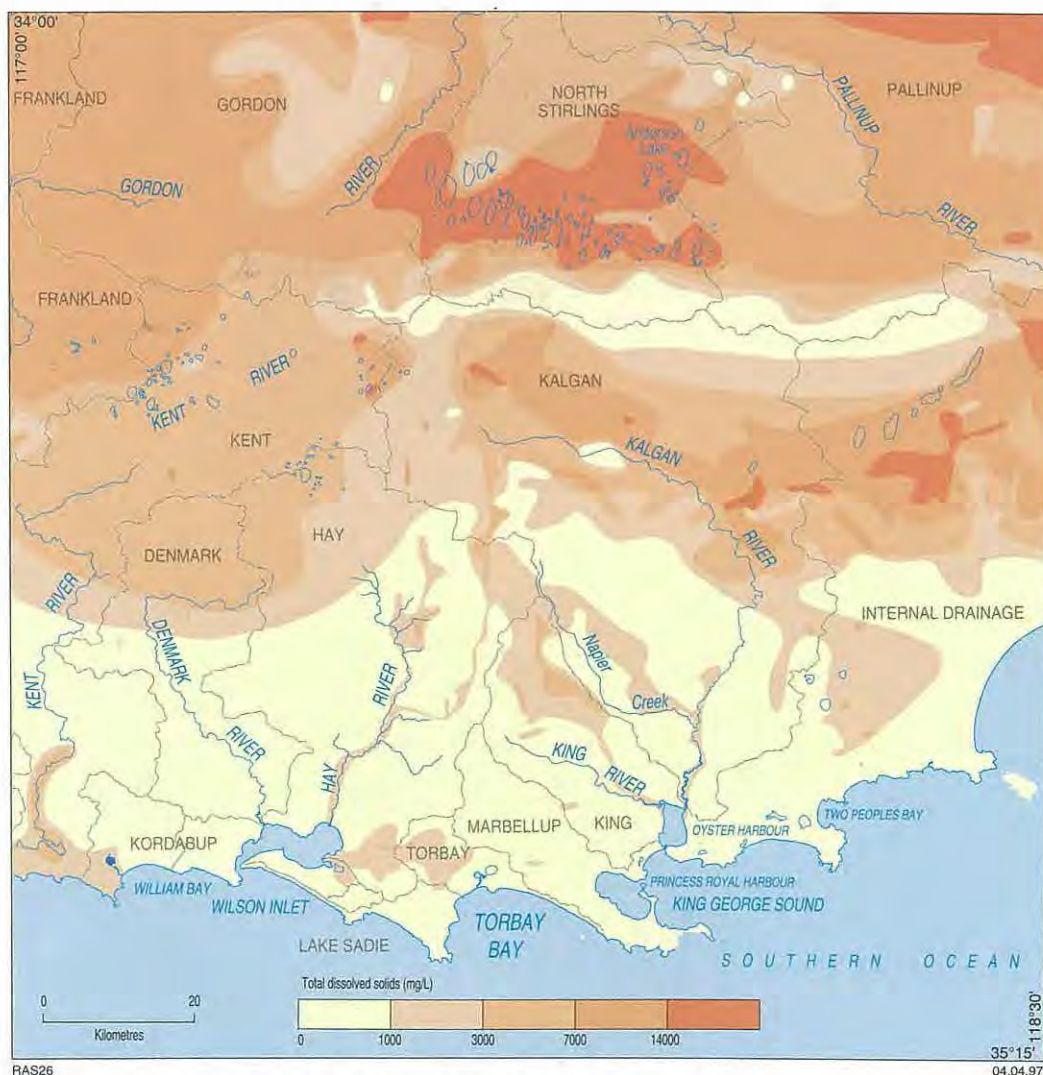 34°00'
117°00'
FRANKLAND
GORDON
NORTH
STIRLINGS
PALLINUP
PALLINUP
Anderson
Lake
RIVER
GORDON
RIVER
FRANKLAND
RIVER
KENT
KALGAN
KENT
KALGAN
HAY
DENMARK
RIVER
RIVER
INTERNAL DRAINAGE
DENMARK
KENT
RIVER
Napier
Creek
RIVER
HAY
KING
RIVER
KORDABUP
TORBAY
MARBELLUP
KING
OYSTER HARBOUR
TWO PEOPLES BAY
WILLIAM BAY
PRINCESS ROYAL HARBOUR
WILSON INLET
KING GEORGE SOUND
TORBAY
BAY
LAKE SADIE
SOUTHERN OCEAN
Total dissolved solids (mg/L)
0 20
Kilometres
0 1000 3000 7000 14000
118°30'
35°15'
RAS26
04.04.97